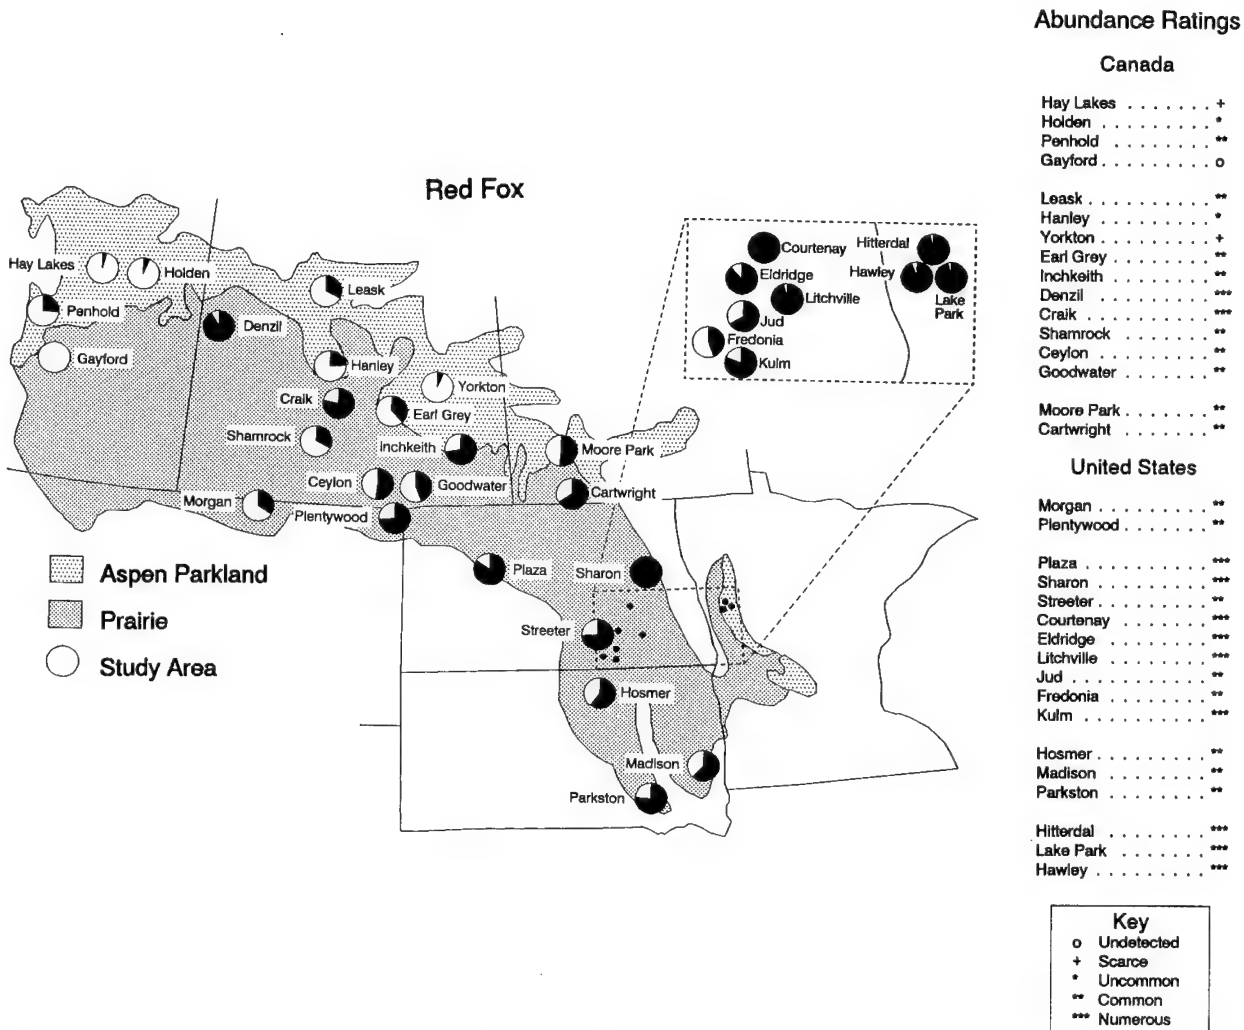 Red Fox
Hay Lakes
Holden
Penhold
Gayford
Denzil
Leask
Hanley
Yorkton
Craik
Earl Grey
Shamrock
Inchkeith
Moore Park
Ceylon
Goodwater
Cartwright
Morgan
Plentywood
Plaza
Sharon
Streeter
Hosmer
Madison
Parkston
Courtenay
Hitterdal
Eldridge
Hawley
Litchville
Lake
Park
Jud
Fredonia
Kulm
Aspen Parkland
Prairie
Study Area
Abundance Ratings
Canada
Hay Lakes . . . . . . . +
Holden . . . . . . . . . *
Penhold . . . . . . . . **
Gayford . . . . . . . . . o
Leask . . . . . . . . . . **
Hanley . . . . . . . . . *
Yorkton . . . . . . . . . +
Earl Grey . . . . . . . . **
Inchkeith . . . . . . . . **
Denzil . . . . . . . . . ***
Craik . . . . . . . . . . ***
Shamrock . . . . . . . **
Ceylon . . . . . . . . . **
Goodwater . . . . . . . **
Moore Park . . . . . . . **
Cartwright . . . . . . . **
United States
Morgan . . . . . . . . . **
Plentywood . . . . . . . **
Plaza . . . . . . . . . . ***
Sharon . . . . . . . . . ***
Streeter . . . . . . . . . **
Courtenay . . . . . . . ***
Eldridge . . . . . . . . . ***
Litchville . . . . . . . . . ***
Jud . . . . . . . . . . . **
Fredonia . . . . . . . . **
Kulm . . . . . . . . . . ***
Hosmer . . . . . . . . . **
Madison . . . . . . . . **
Parkston . . . . . . . . **
Hitterdal . . . . . . . . ***
Lake Park . . . . . . . ***
Hawley . . . . . . . . . ***
Key
o Undetected
+ Scarce
* Uncommon
** Common
*** Numerous